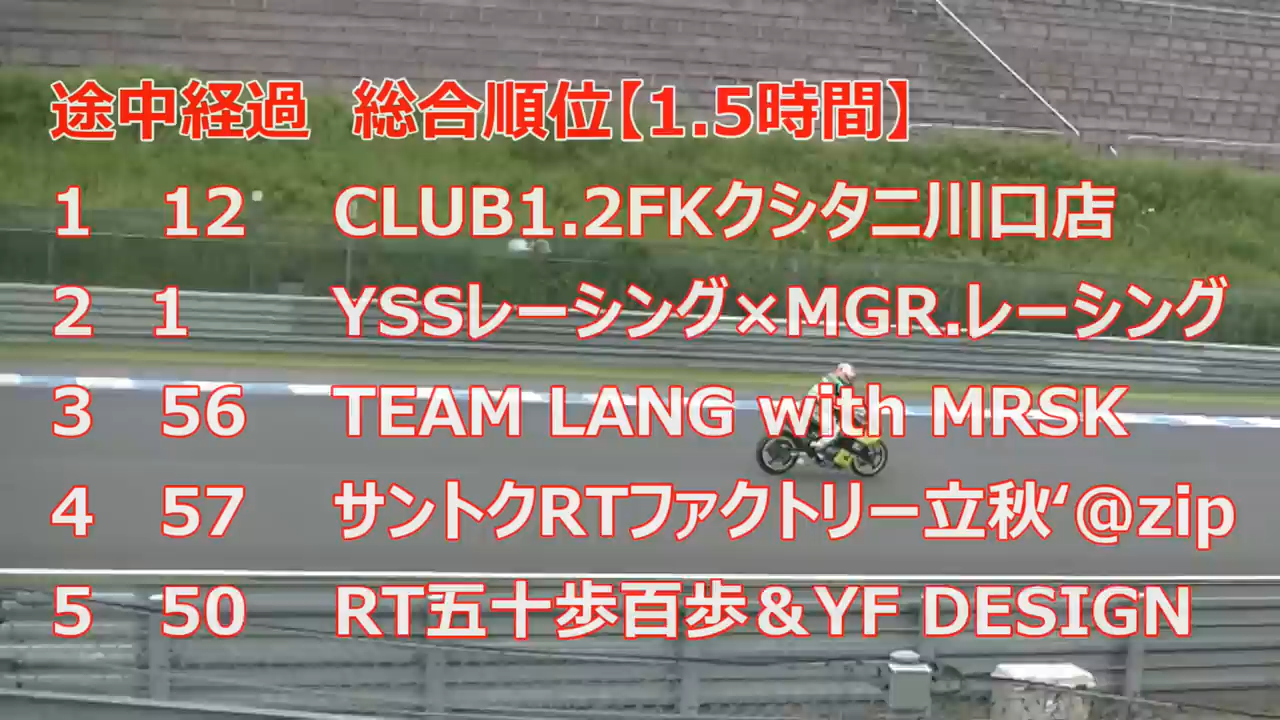 途中経過　総合順位【1.5時間】
1　12　CLUB1.2FKクシタニ川口店
2　1　YSSレーシング×MGR.レーシング
3　56　TEAM LANG with MRSK
4　57　サントクRTファクトリー立秋‘@zip
5　50　RT五十歩百歩＆YF DESIGN